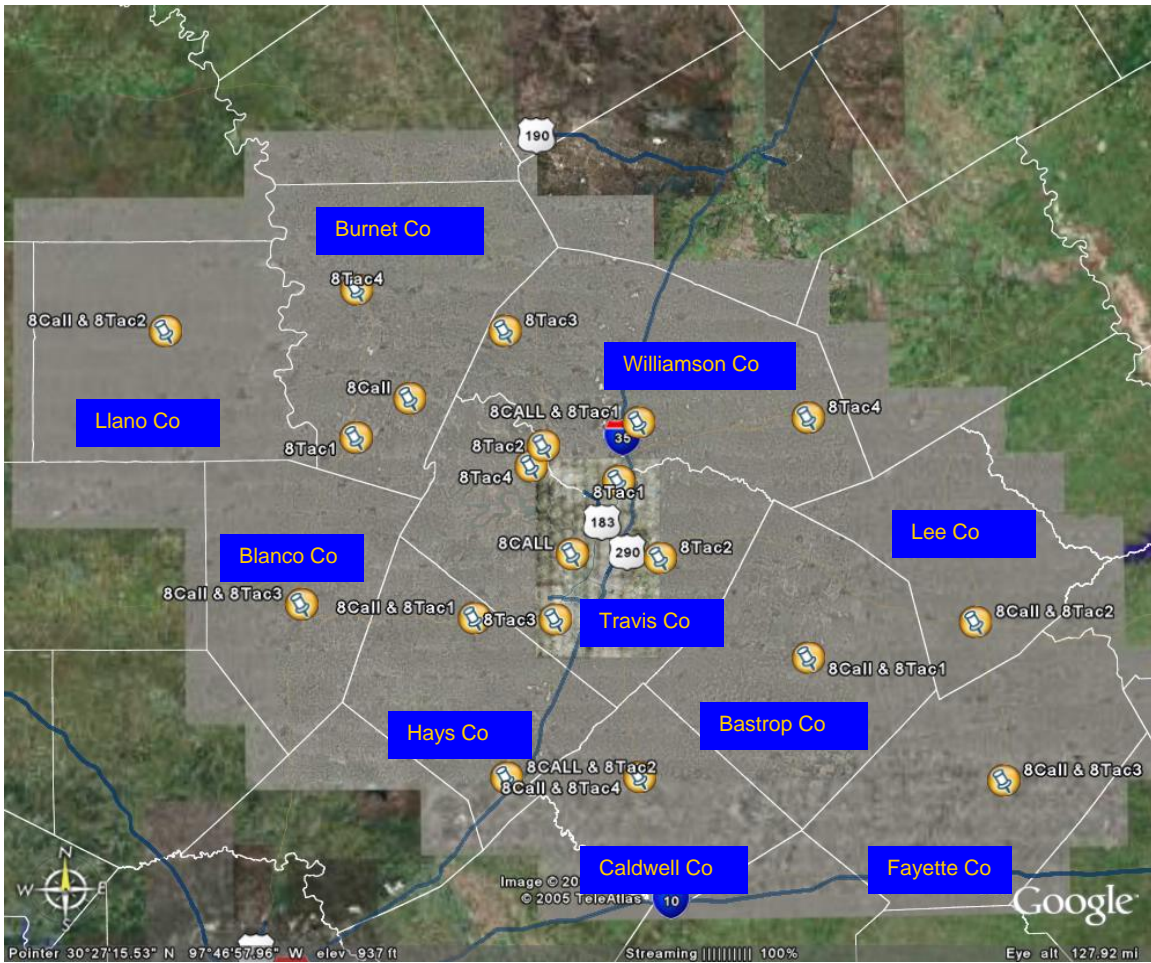 190
Burnet Co
8Tac4
8Call & 8Tac2
8Tac3
Williamson Co
8Call
Llano Co
8CALL & 8Tac1
8Tac4
35
8Tac1
8Tac2
8Tac4
8Tac1
183
Lee Co
Blanco Co
8CALL
290
8Tac2
8Call & 8Tac3
8Call & 8Tac1
8Tac3
Travis Co
8Call & 8Tac2
8Call & 8Tac1
Hays Co
Bastrop Co
8CALL & 8Tac2
8Call & 8Tac4
8Call & 8Tac3
N
W E
S
Caldwell Co
Fayette Co
Image © 20
© 2005 TeleAtlas
10
Google
Pointer 30°27'15.53" N 97°46'57.96" W elev 937 ft
Streaming |||||||||| 100%
Eye alt 127.92 mi